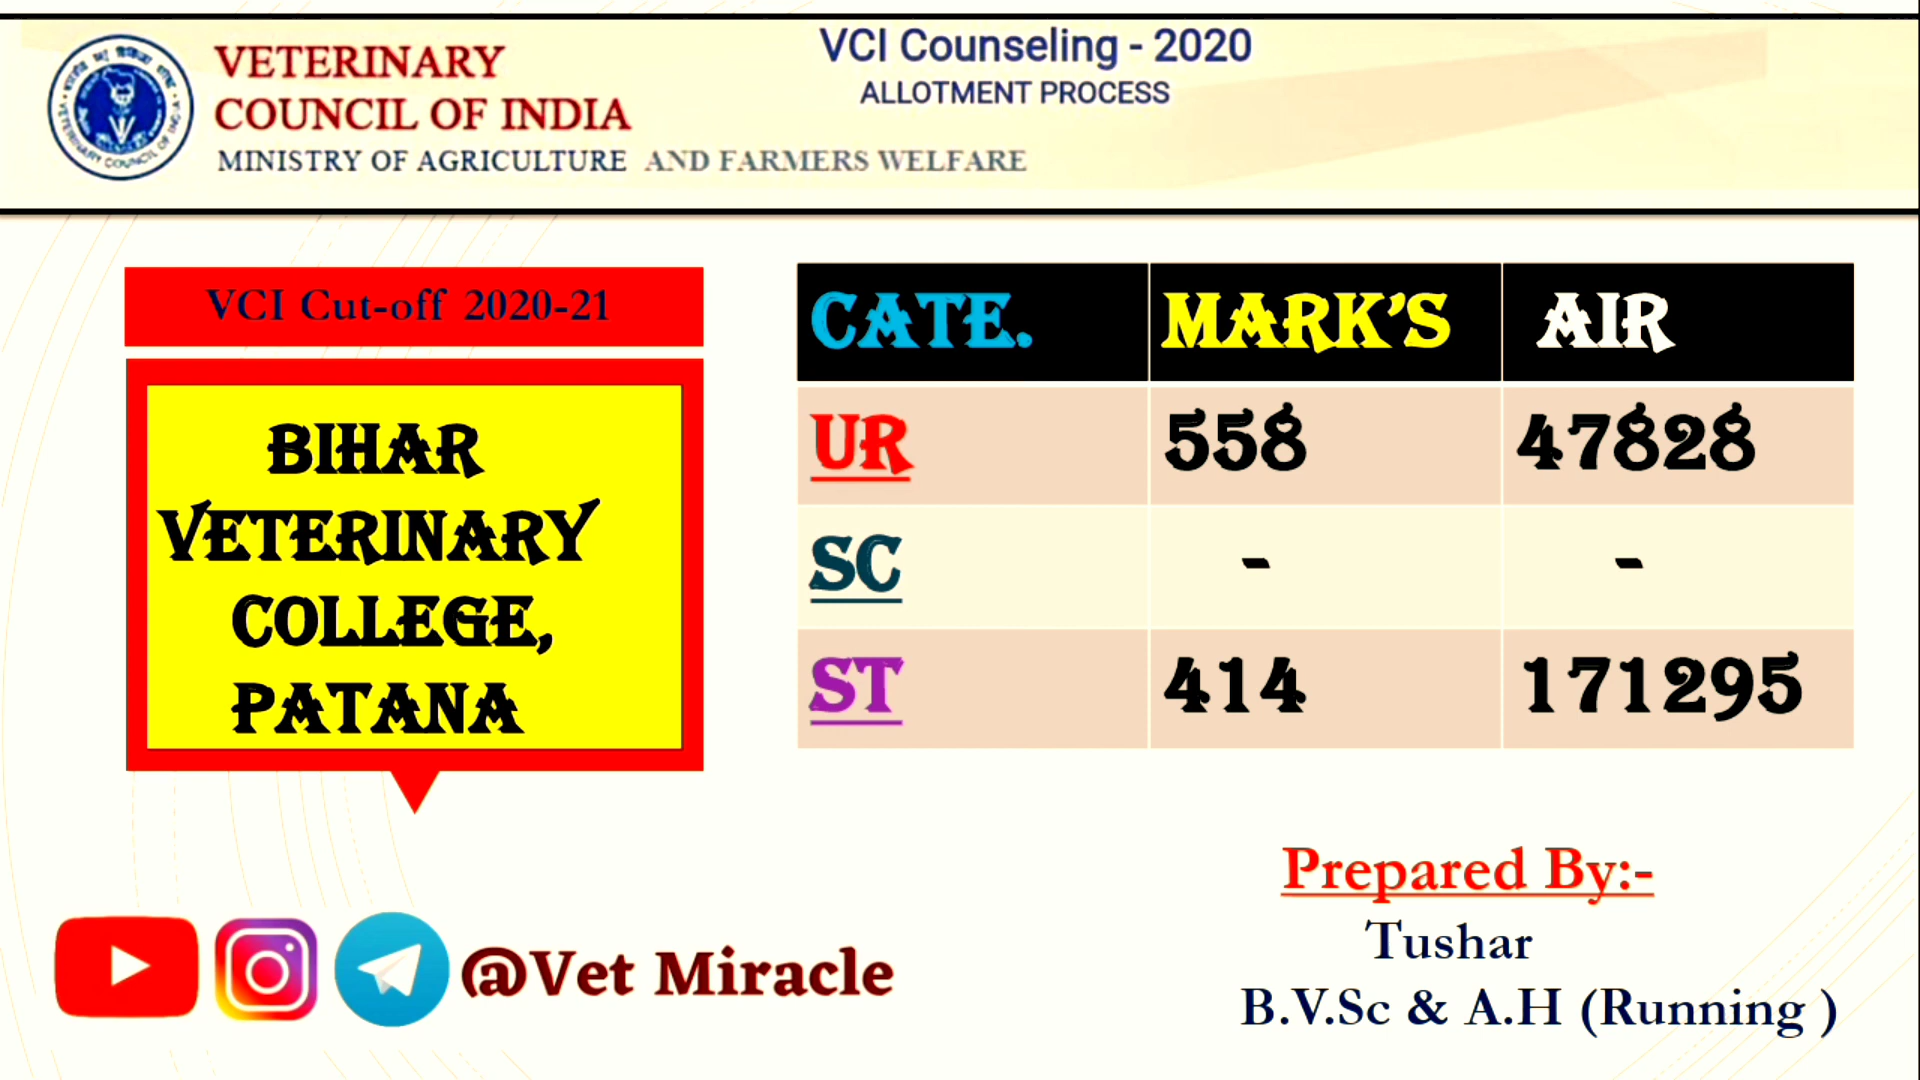 VETERINARY
COUNCIL OF INDIA
MINISTRY OF AGRICULTURE AND FARMERS WELFARE
VCI Counseling - 2020
ALLOTMENT PROCESS
VCI Cut-off 2020-21
BIHAR
VETERINARY
COLLEGE,
PATANA
CATE. MARK'S AIR
UR 558 47828
SC - -
ST 414 171295
@Vet Miracle
Prepared By:-
Tushar
B.V.Sc & A.H (Running )